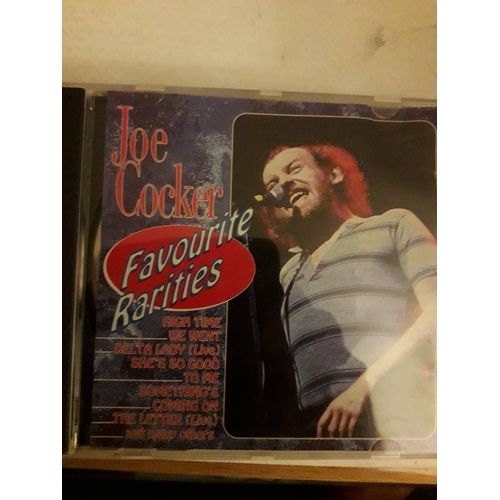 Joe
Cocker
Favourite
Rarities
HIGH TIME
WE WENT
DELTA LADY (Live)
SHE'S SO GOOD
TO ME
SOMETHING'S
COMING ON
THE LETTER (Live)
and many others